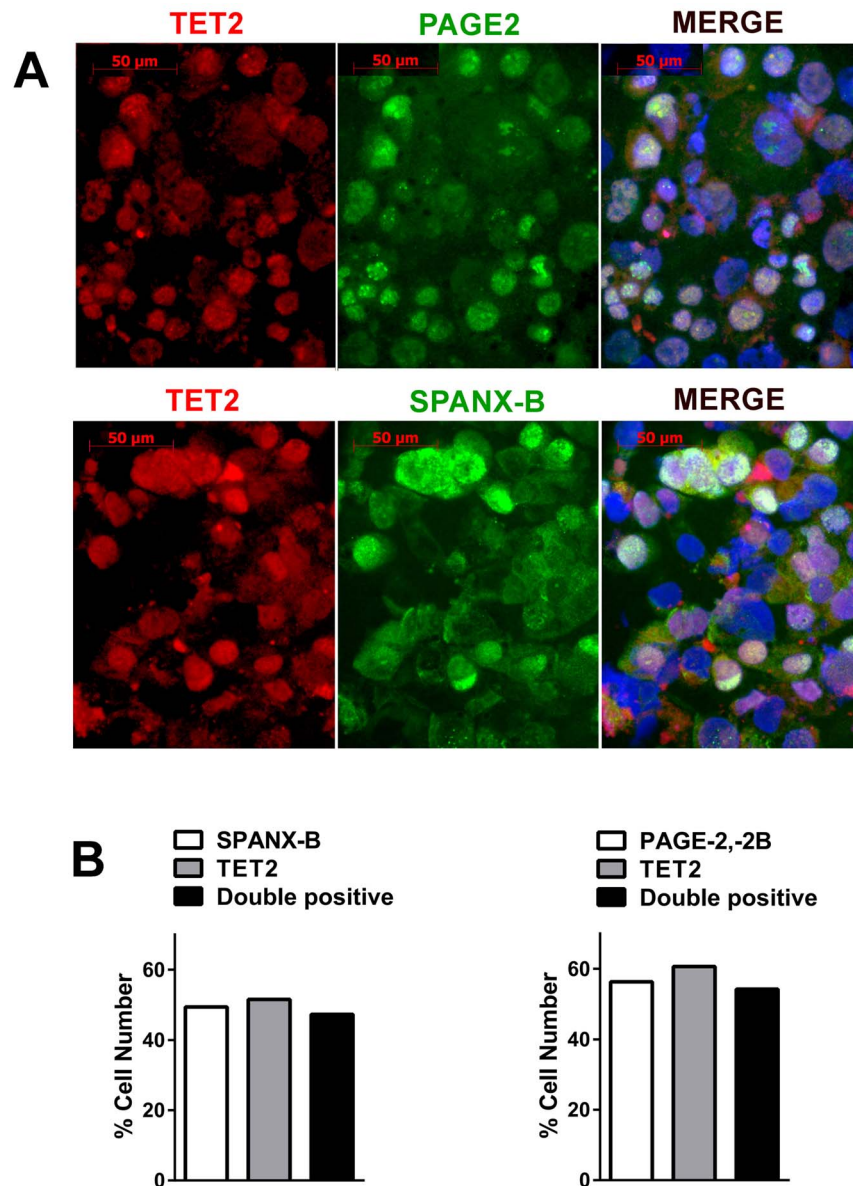 TET2 PAGE2 MERGE
A
50 µm 50 µm 50 µm
TET2 SPANX-B MERGE
50 µm 50 µm 50 µm
B
SPANX-B
TET2
Double positive
% Cell Number
60
40
20
0
PAGE-2,-2B
TET2
Double positive
% Cell Number
60
40
20
0